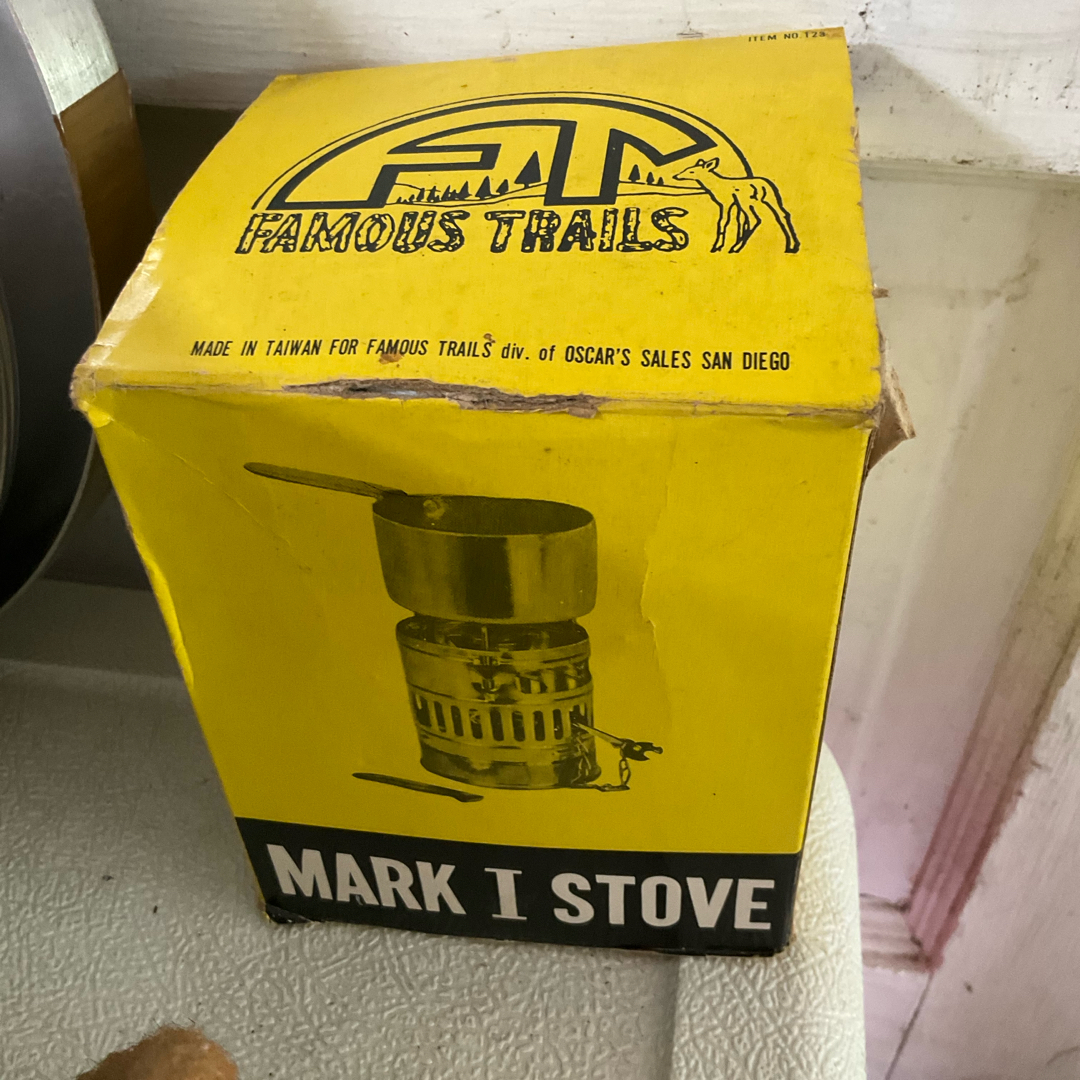 ITEM NO. T23
FT
FAMOUS TRAILS
MADE IN TAIWAN FOR FAMOUS TRAILS div. of OSCAR'S SALES SAN DIEGO
MARK I STOVE